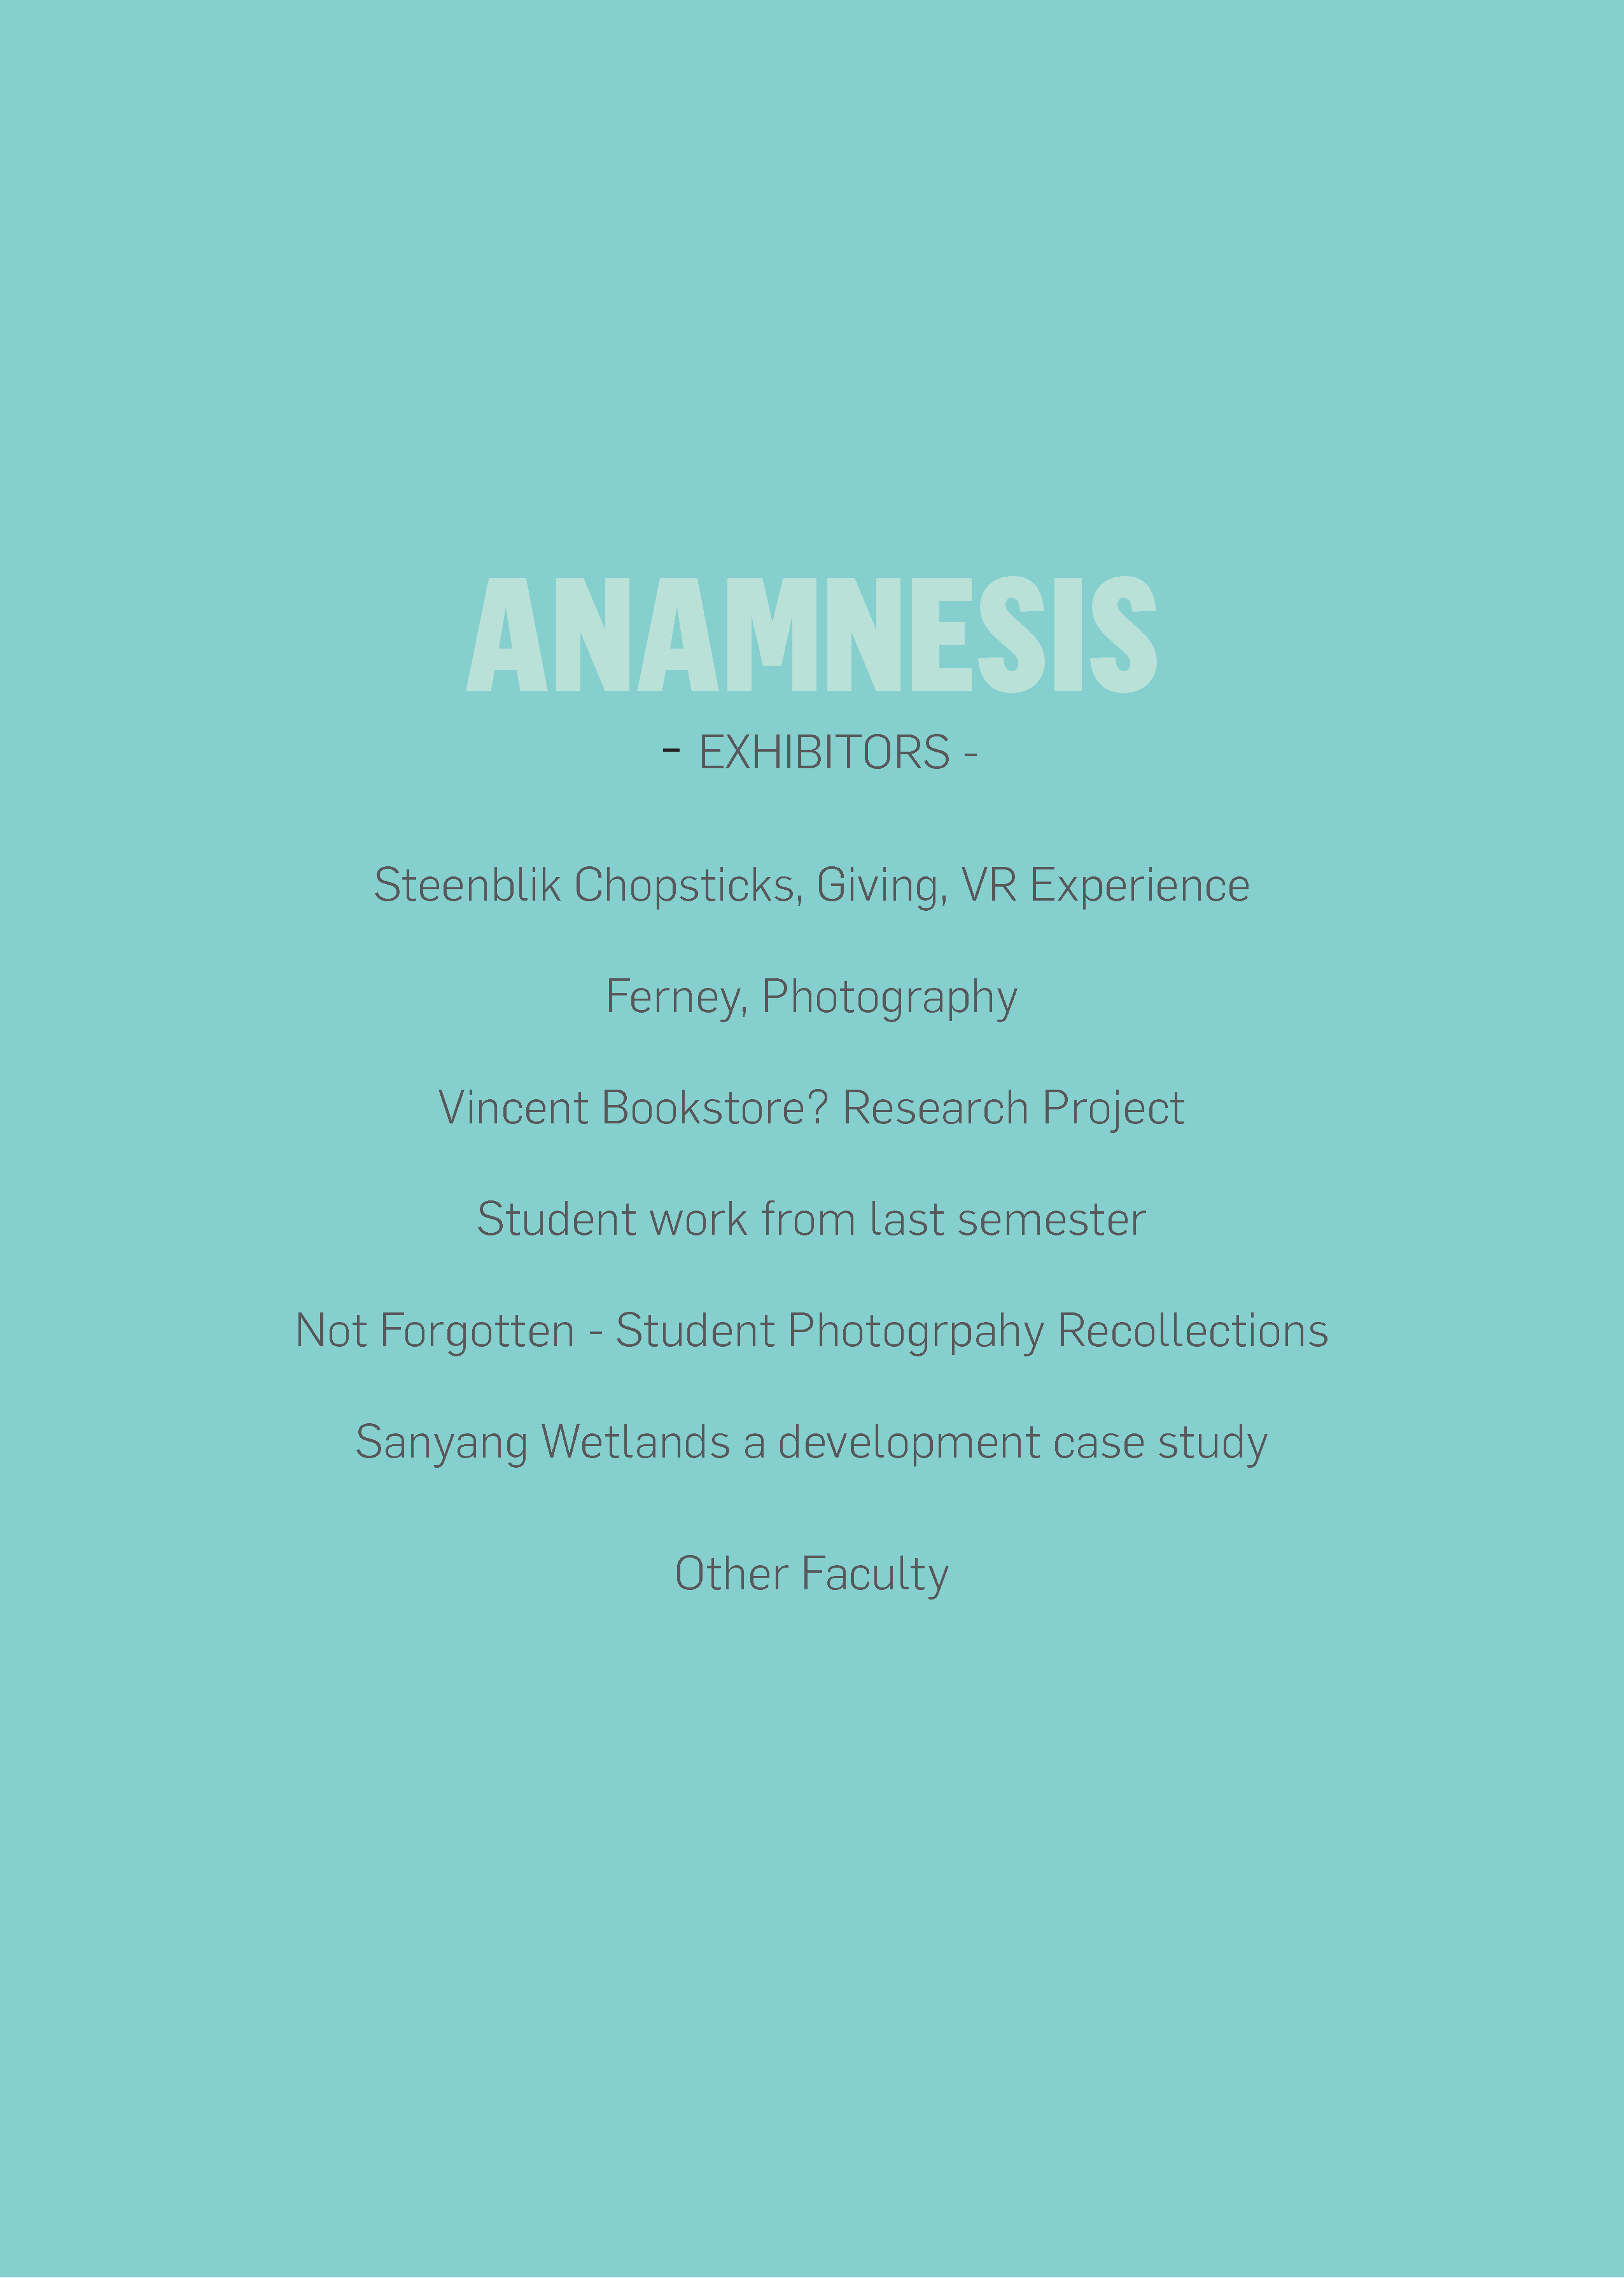 ANAMNESIS
- EXHIBITORS -
Steenblik Chopsticks, Giving, VR Experience
Ferney, Photography
Vincent Bookstore? Research Project
Student work from last semester
Not Forgotten - Student Photogrpahy Recollections
Sanyang Wetlands a development case study
Other Faculty